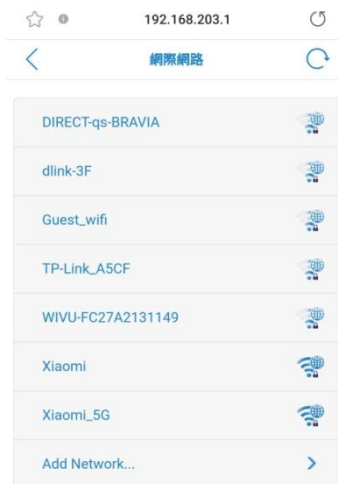 192.168.203.1
網際網路
DIRECT-qs-BRAVIA
dlink-3F
Guest_wifi
TP-Link_A5CF
WIVU-FC27A2131149
Xiaomi
Xiaomi_5G
Add Network...